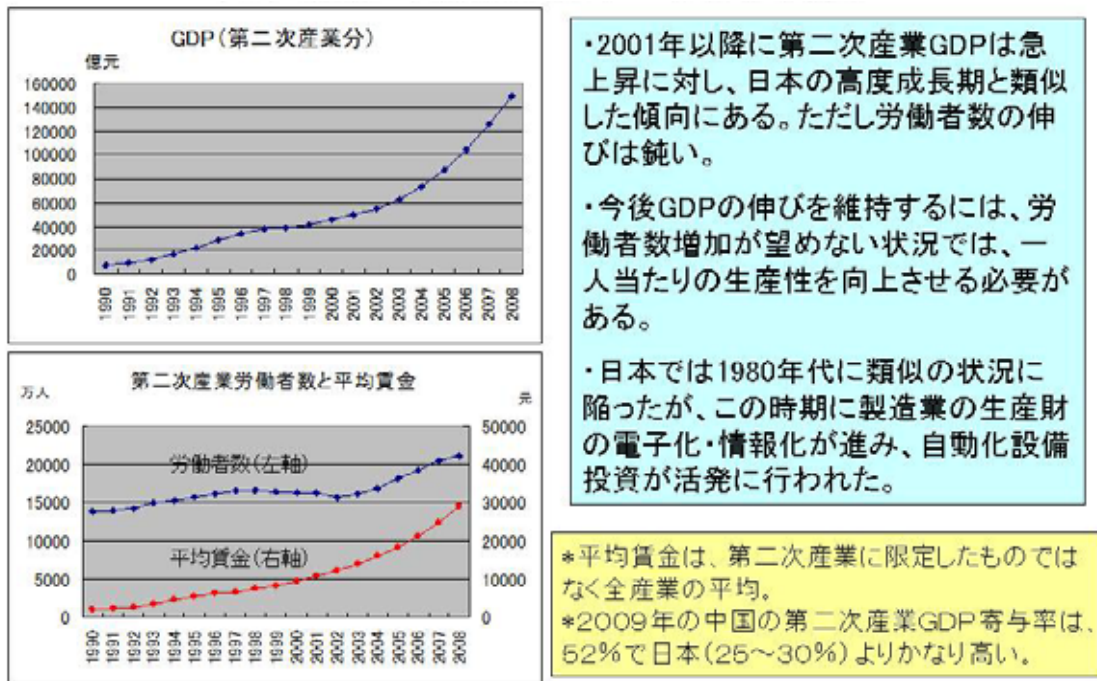 GDP(第二次産業分)
億元
160000
140000
120000
100000
80000
60000
40000
20000
0
1990
1991
1992
1993
1994
1995
1996
1997
1998
1999
2000
2001
2002
2003
2004
2005
2006
2007
2008
第二次産業労働者数と平均賃金
万人
元
25000
20000
15000
10000
5000
0
50000
40000
30000
20000
10000
0
労働者数(左軸)
平均賃金(右軸)
1990
1991
1992
1993
1994
1995
1996
1997
1998
1999
2000
2001
2002
2003
2004
2005
2006
2007
2008
・2001年以降に第二次産業GDPは急
上昇に対し、日本の高度成長期と類似
した傾向にある。ただし労働者数の伸
びは鈍い。
・今後GDPの伸びを維持するには、労
働者数増加が望めない状況では、一
人当たりの生産性を向上させる必要が
ある。
・日本では1980年代に類似の状況に
陥ったが、この時期に製造業の生産財
の電子化・情報化が進み、自動化設備
投資が活発に行われた。
*平均賃金は、第二次産業に限定したものでは
なく全産業の平均。
*2009年の中国の第二次産業GDP寄与率は、
52%で日本(25～30%)よりかなり高い。